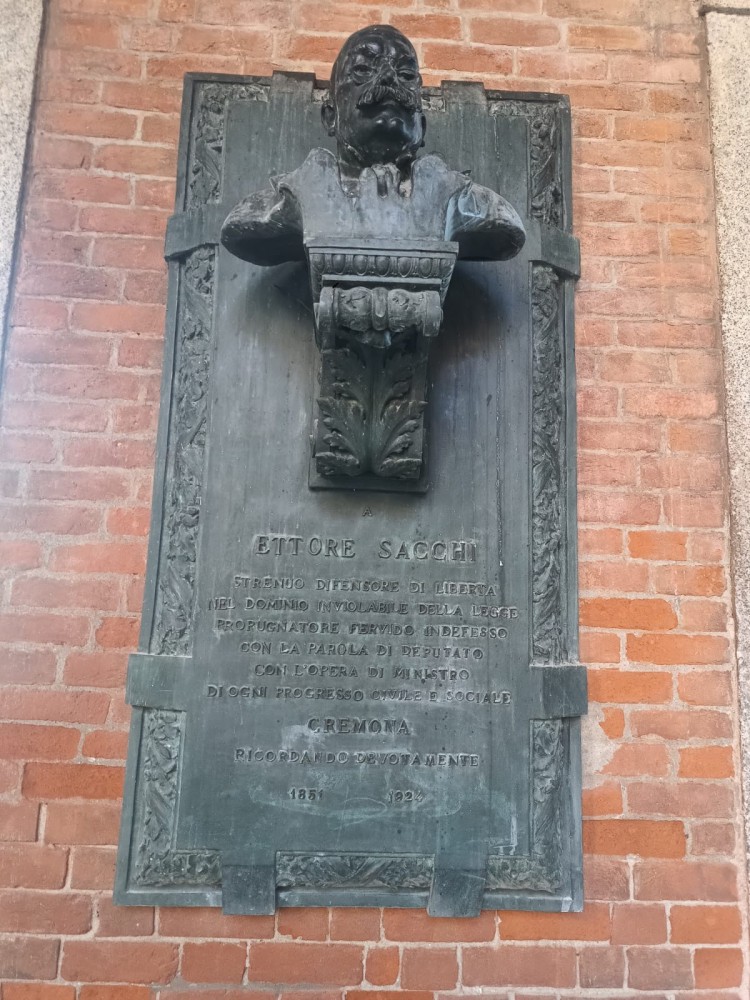 A
ETTORE SACCHI
STRENUO DIFENSORE DI LIBERTA
NEL DOMINIO INVIOLABILE DELLA LEGGE
PROPUGNATORE FERVIDO INDEFESSO
CON LA PAROLA DI DEPUTATO
CON L'OPERA DI MINISTRO
DI OGNI PROGRESSO CIVILE E SOCIALE
CREMONA
RICORDANDO DEVOTAMENTE
1851 1924